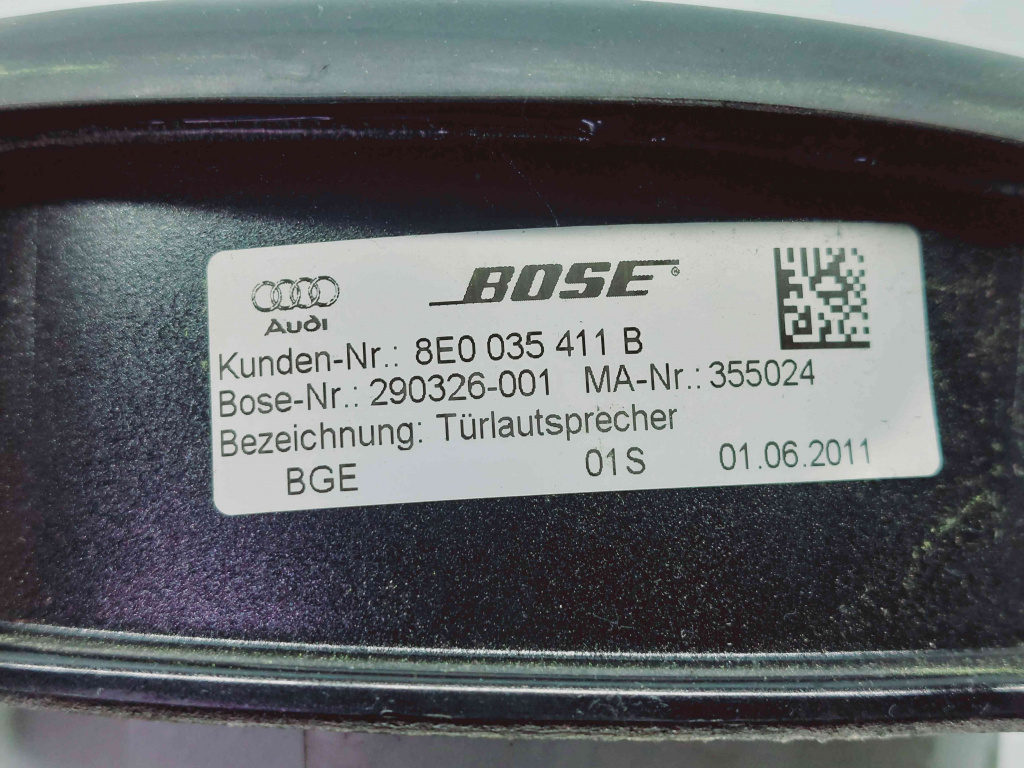 Audi
BOSE®
Kunden-Nr.: 8E0 035 411 B
Bose-Nr.: 290326-001 MA-Nr.: 355024
Bezeichnung: Türlautsprecher
BGE 01S 01.06.2011